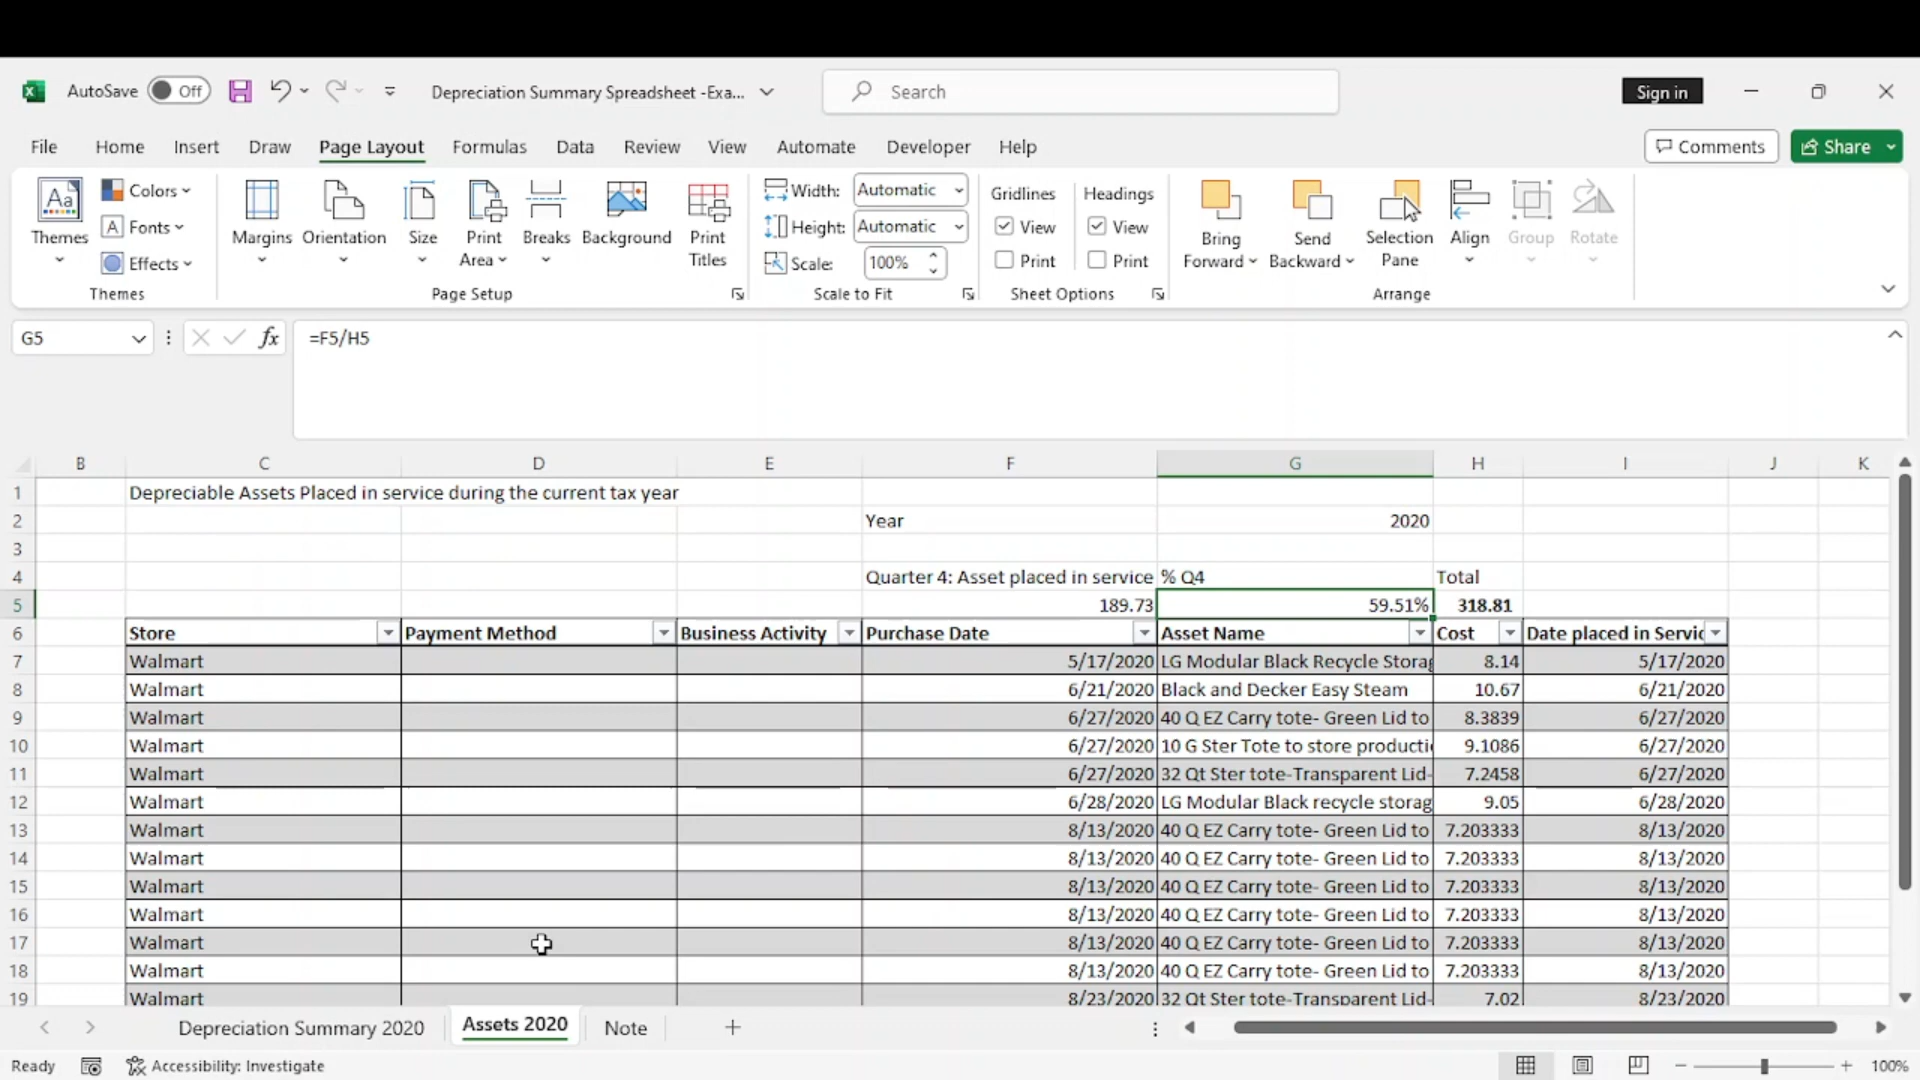 AutoSave Off Depreciation Summary Spreadsheet -Exa... Search Sign in
File Home Insert Draw Page Layout Formulas Data Review View Automate Developer Help Comments Share
Themes Colors Fonts Effects
Themes
Margins Orientation Size Print Area Breaks Background Print Titles
Page Setup
Width: Automatic
Height: Automatic
Scale: 100%
Scale to Fit
Gridlines Headings
View View
Print Print
Sheet Options
Bring Forward Send Backward Selection Pane Align Group Rotate
Arrange
G5 fx =F5/H5
B C D E F G H I J K
1 Depreciable Assets Placed in service during the current tax year
2 Year 2020
3
4 Quarter 4: Asset placed in service % Q4 Total
5 189.73 59.51% 318.81
6 Store Payment Method Business Activity Purchase Date Asset Name Cost Date placed in Servic
7 Walmart 5/17/2020 LG Modular Black Recycle Storag 8.14 5/17/2020
8 Walmart 6/21/2020 Black and Decker Easy Steam 10.67 6/21/2020
9 Walmart 6/27/2020 40 Q EZ Carry tote- Green Lid to 8.3839 6/27/2020
10 Walmart 6/27/2020 10 G Ster Tote to store producti 9.1086 6/27/2020
11 Walmart 6/27/2020 32 Qt Ster tote-Transparent Lid- 7.2458 6/27/2020
12 Walmart 6/28/2020 LG Modular Black recycle storag 9.05 6/28/2020
13 Walmart 8/13/2020 40 Q EZ Carry tote- Green Lid to 7.203333 8/13/2020
14 Walmart 8/13/2020 40 Q EZ Carry tote- Green Lid to 7.203333 8/13/2020
15 Walmart 8/13/2020 40 Q EZ Carry tote- Green Lid to 7.203333 8/13/2020
16 Walmart 8/13/2020 40 Q EZ Carry tote- Green Lid to 7.203333 8/13/2020
17 Walmart 8/13/2020 40 Q EZ Carry tote- Green Lid to 7.203333 8/13/2020
18 Walmart 8/13/2020 40 Q EZ Carry tote- Green Lid to 7.203333 8/13/2020
19 Walmart 8/23/2020 32 Qt Ster tote-Transparent Lid- 7.02 8/23/2020
Depreciation Summary 2020 Assets 2020 Note
Ready Accessibility: Investigate 100%